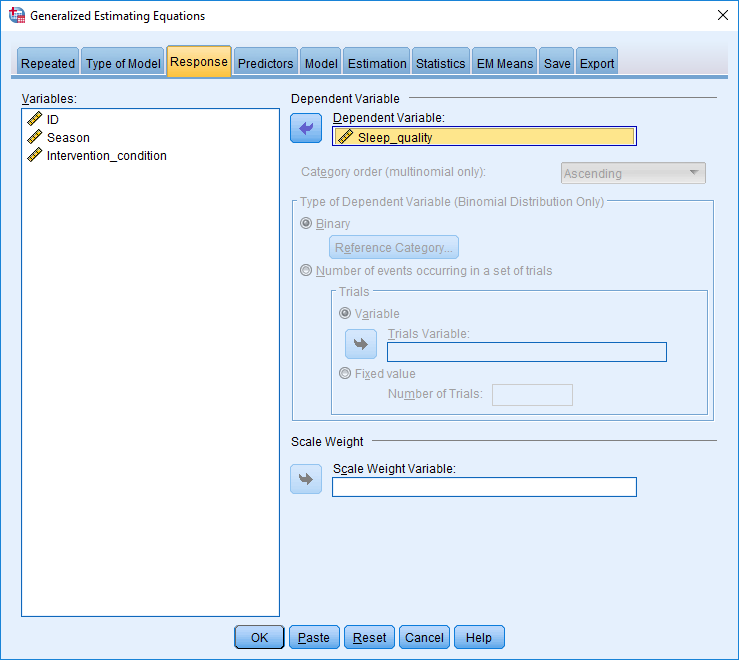 Generalized Estimating Equations
Repeated Type of Model Response Predictors Model Estimation Statistics EM Means Save Export
Variables:
ID
Season
Intervention_condition
Dependent Variable
Dependent Variable:
Sleep_quality
Category order (multinomial only):
Ascending
Type of Dependent Variable (Binomial Distribution Only)
Binary
Reference Category...
Number of events occurring in a set of trials
Trials
Variable
Trials Variable:
Fixed value
Number of Trials:
Scale Weight
Scale Weight Variable:
OK Paste Reset Cancel Help